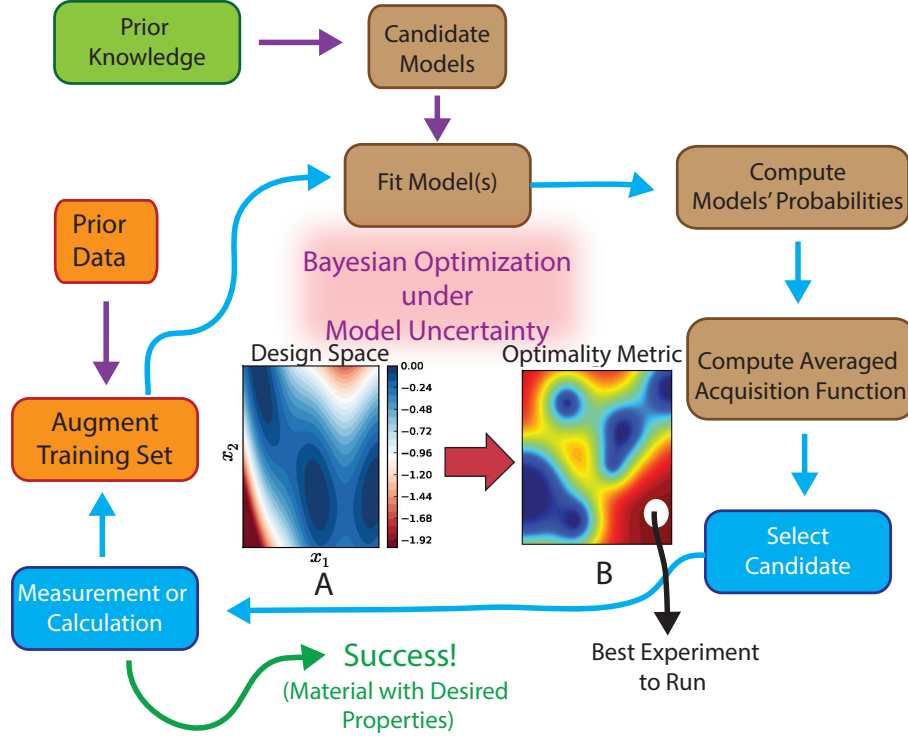 Prior
Knowledge
Candidate
Models
Fit Model(s)
Compute
Models' Probabilities
Prior
Data
Bayesian Optimization
under
Model Uncertainty
Design Space
Optimality Metric
Compute Averaged
Acquisition Function
Augment
Training Set
x2
0.00
−0.24
−0.48
−0.72
−0.96
−1.20
−1.44
−1.68
−1.92
x1
A
B
Select
Candidate
Measurement or
Calculation
Success!
(Material with Desired
Properties)
Best Experiment
to Run